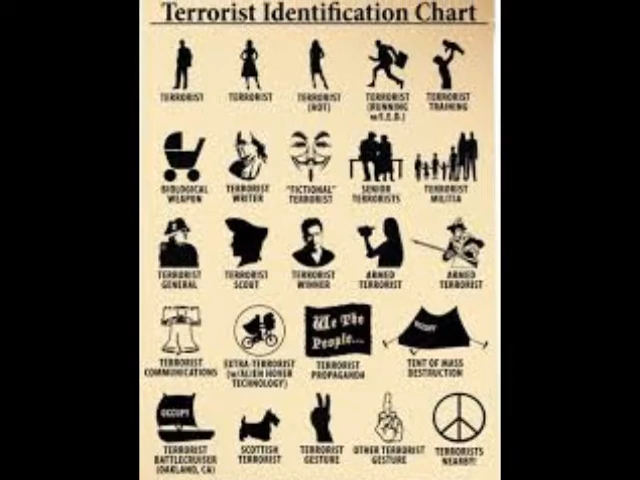 Terrorist Identification Chart
TERRORIST
TERRORIST
TERRORIST
(HOT)
TERRORIST
(RUNNING
w/I.E.D.)
TERRORIST
TRAINING
BIOLOGICAL
WEAPON
TERRORIST
WRITER
"FICTIONAL"
TERRORIST
SENIOR
TERRORISTS
TERRORIST
MILITIA
TERRORIST
GENERAL
TERRORIST
SCOUT
TERRORIST
WINNER
ARMED
TERRORIST
ARMED
TERRORIST
TERRORIST
COMMUNICATIONS
EXTRA-TERRORIST
(w/ALIEN HOVER
TECHNOLOGY)
We The
People...
TERRORIST
PROPAGANDA
OCCUPY
TENT OF MASS
DESTRUCTION
OCCUPY
TERRORIST
BATTLECRUISER
(OAKLAND, CA)
SCOTTISH
TERRORIST
TERRORIST
GESTURE
OTHER TERRORIST
GESTURE
TERRORISTS
NEARBY!